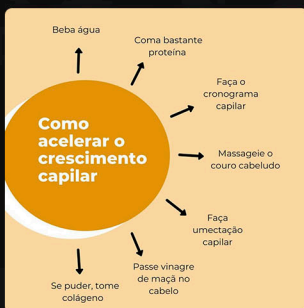 Beba água
Coma bastante
proteína
Faça o
cronograma
capilar
Como
acelerar o
crescimento
capilar
Massageie o
couro cabeludo
Faça
umectação
capilar
Passe vinagre
de maçã no
cabelo
Se puder, tome
colágeno